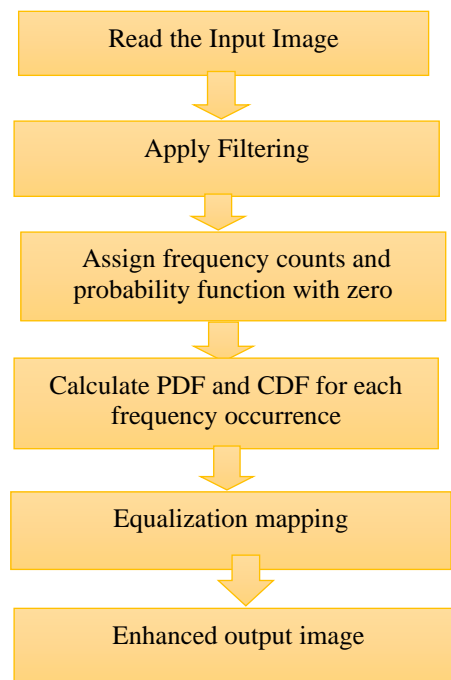 Read the Input Image
Apply Filtering
Assign frequency counts and
probability function with zero
Calculate PDF and CDF for each
frequency occurrence
Equalization mapping
Enhanced output image